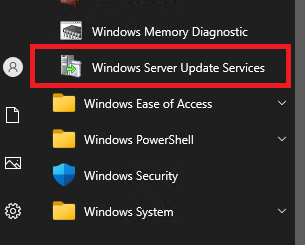 Windows Memory Diagnostic
Windows Server Update Services
Windows Ease of Access
Windows PowerShell
Windows Security
Windows System